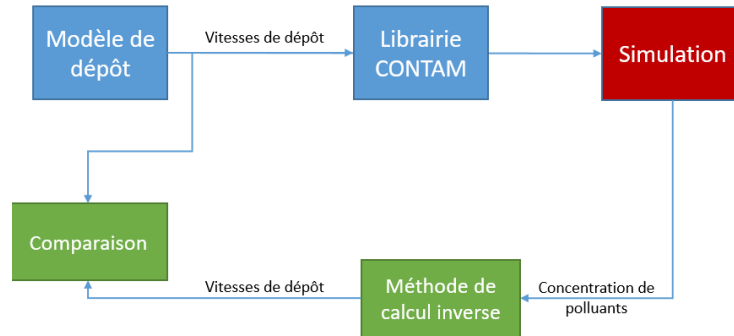 Modèle de
dépôt
Vitesses de dépôt
Librairie
CONTAM
Simulation
Comparaison
Vitesses de dépôt
Méthode de
calcul inverse
Concentration de
polluants